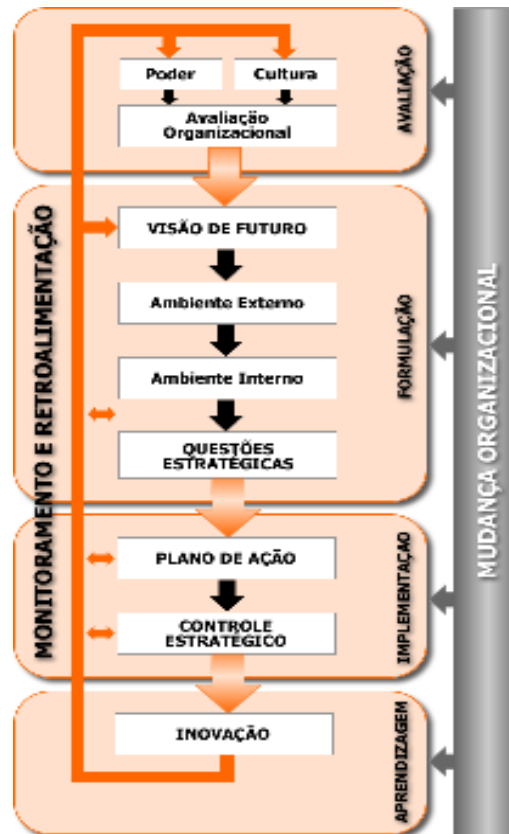 Poder
Cultura
Avaliação
Organizacional
AVALIAÇÃO
VISÃO DE FUTURO
Ambiente Externo
Ambiente Interno
QUESTÕES
ESTRATÉGICAS
FORMULAÇÃO
PLANO DE AÇÃO
CONTROLE
ESTRATÉGICO
IMPLEMENTAÇÃO
INOVAÇÃO
APRENDIZAGEM
MONITORAMENTO E RETROALIMENTAÇÃO
MUDANÇA ORGANIZACIONAL